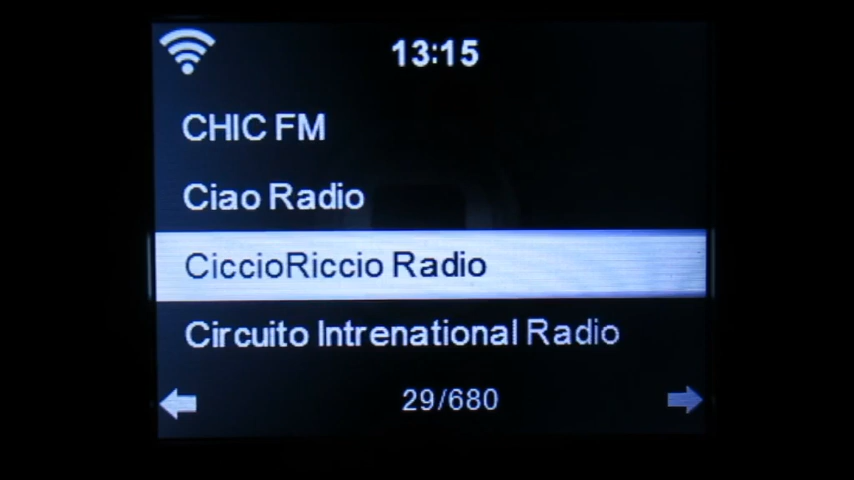 13:15
CHIC FM
Ciao Radio
CiccioRiccio Radio
Circuito Intrenational Radio
29/680